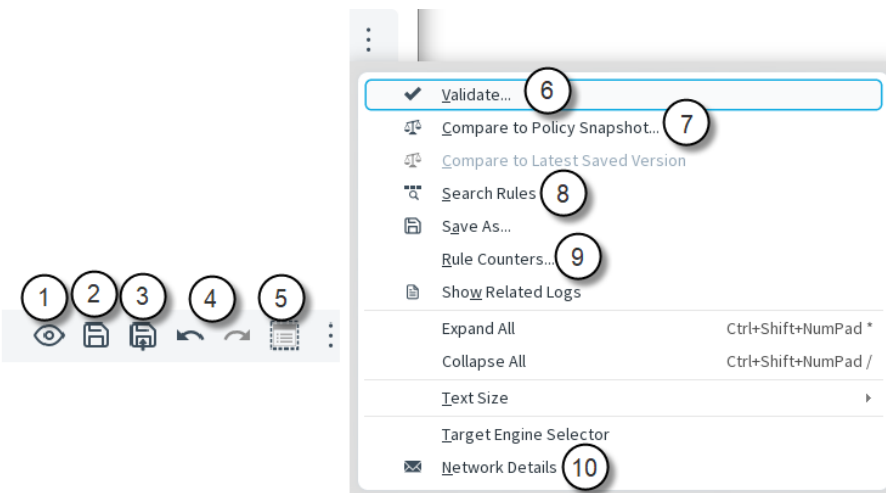 Validate... 6
Compare to Policy Snapshot... 7
Compare to Latest Saved Version
Search Rules 8
Save As...
Rule Counters... 9
Show Related Logs
1 2 3 4 5
Expand All Ctrl+Shift+NumPad *
Collapse All Ctrl+Shift+NumPad /
Text Size
Target Engine Selector
Network Details 10